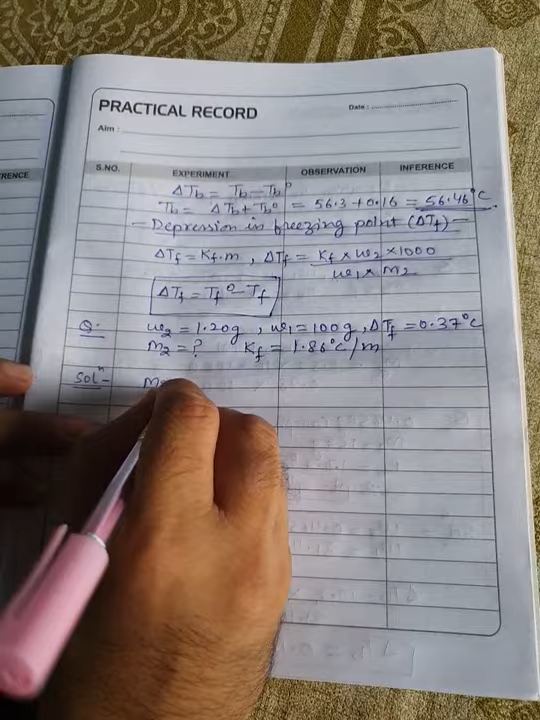 RENCE
PRACTICAL RECORD
Date :
Aim :
S.NO. EXPERIMENT OBSERVATION INFERENCE
ΔTb = Tb - Tb°
Tb = ΔTb + Tb° = 56.3 + 0.16 = 56.46°C
- Depression in freezing point (ΔTf) -
ΔTf = Kf.m , ΔTf = Kf × w2 × 1000
w1 × M2
ΔTf = Tf° - Tf
Q. w2 = 1.20g , w1 = 100g , ΔTf = 0.37°C
M2 = ? Kf = 1.86°C/m
Solⁿ -